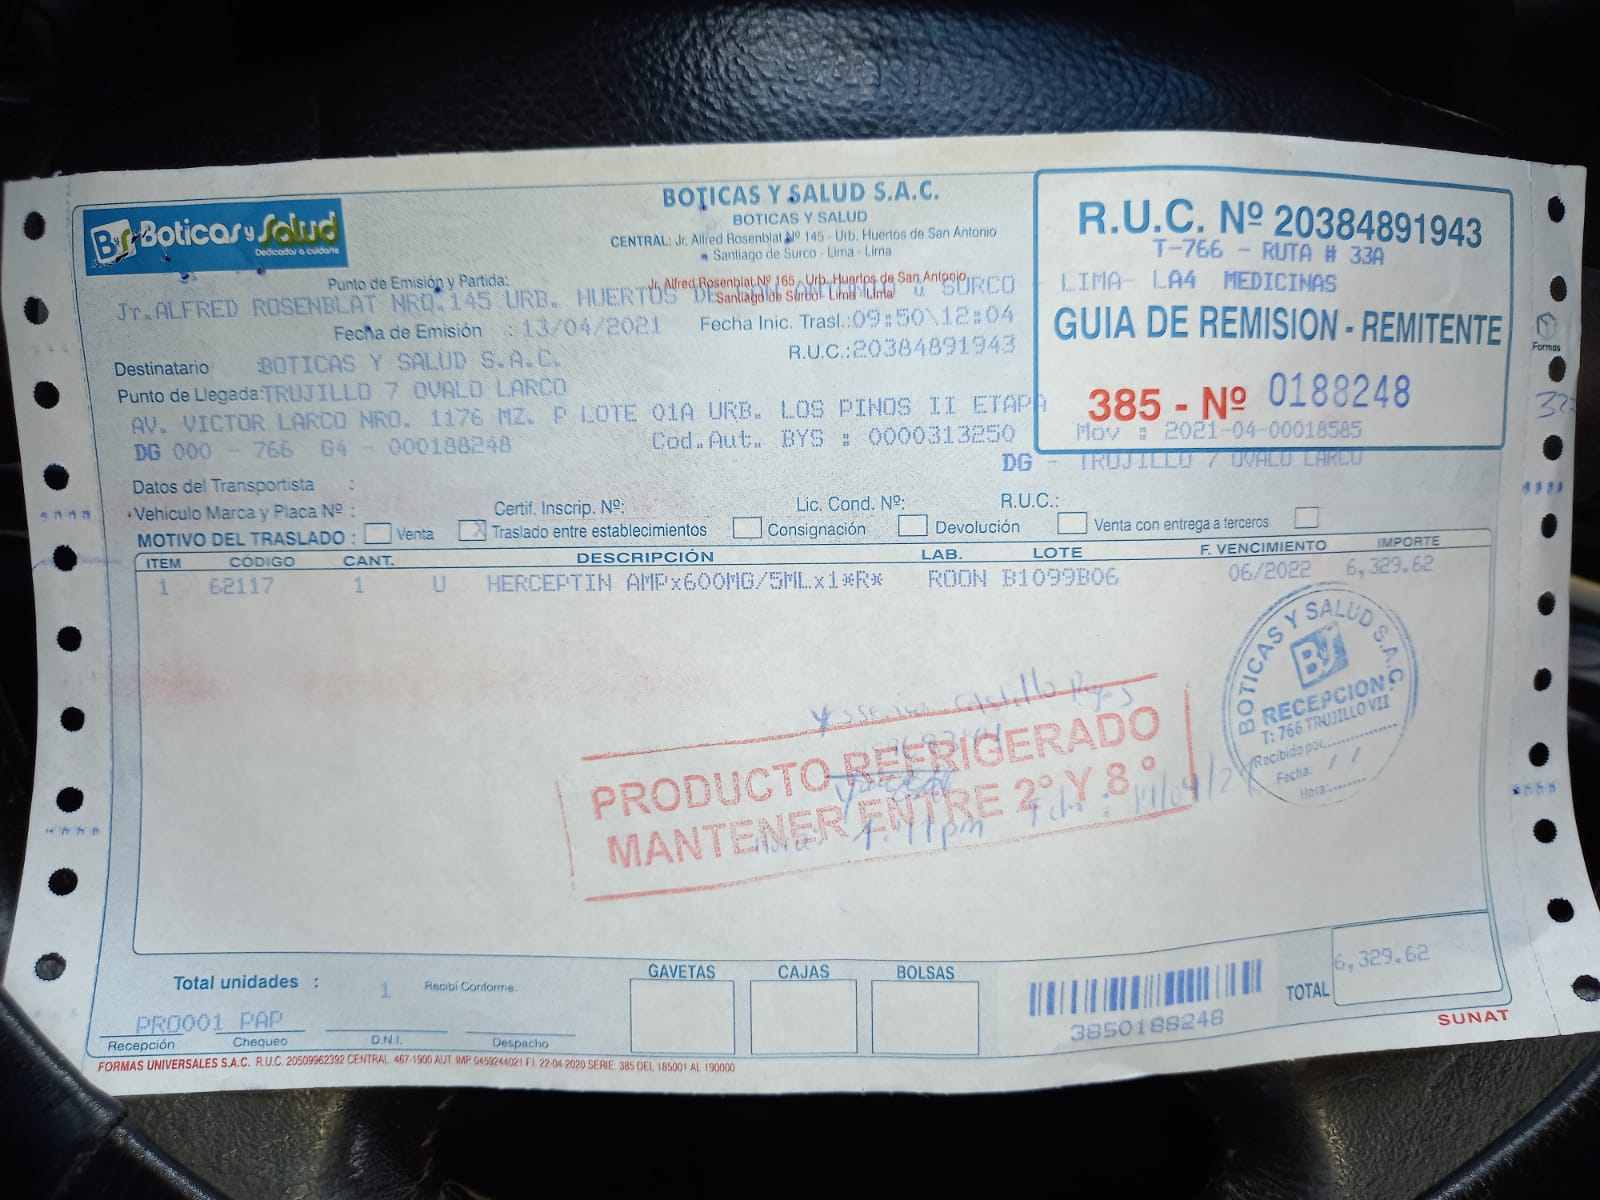 BOTICAS Y SALUD S.A.C.
BOTICAS Y SALUD
CENTRAL: Jr. Alfred Rosenblat Nº 145 - Urb. Huertos de San Antonio
Santiago de Surco - Lima - Lima
Jr. Alfred Rosenblat Nº 165 - Urb. Huertos de San Antonio
Santiago de Surco - Lima - Lima
BS Boticas y Salud
Dedicados a cuidarte
Punto de Emisión y Partida:
Jr.ALFRED ROSENBLAT NRO.145 URB. HUERTOS DE SURCO
Fecha de Emisión : 13/04/2021 Fecha Inic. Trasl.:09:50\12:04
Destinatario :BOTICAS Y SALUD S.A.C. R.U.C.:20384891943
Punto de Llegada:TRUJILLO 7 OVALO LARCO
AV. VICTOR LARCO NRO. 1176 MZ. P LOTE 01A URB. LOS PINOS II ETAPA
DG 000 - 766 G4 - 000188248 Cod.Aut. BYS : 0000313250
R.U.C. Nº 20384891943
T-766 - RUTA # 33A
LIMA- LA4 MEDICINAS
GUIA DE REMISION - REMITENTE
385 - Nº 0188248
Mov : 2021-04-00018585
DG - TRUJILLO 7 OVALO LARCO
Formas
Datos del Transportista :
Vehiculo Marca y Placa Nº : Certif. Inscrip. Nº: Lic. Cond. Nº: R.U.C.:
MOTIVO DEL TRASLADO : Venta X Traslado entre establecimientos Consignación Devolución Venta con entrega a terceros
ITEM CÓDIGO CANT. DESCRIPCIÓN LAB. LOTE F. VENCIMIENTO IMPORTE
1 62117 1 U HERCEPTIN AMPx600MG/5MLx1*R* ROON B1099B06 06/2022 6,329.62
BOTICAS Y SALUD S.A.C.
By
RECEPCION
T: 766 TRUJILLO VII
Recibido por
Fecha: / /
Hora:
Castillo
PRODUCTO REFRIGERADO
MANTENER ENTRE 2° Y 8°
Total unidades : 1 Recibí Conforme:
PRO001 PAP
Recepción Chequeo D.N.I. Despacho
GAVETAS CAJAS BOLSAS
3850188248
TOTAL 6,329.62
SUNAT
FORMAS UNIVERSALES S.A.C. R.U.C. 20509962392 CENTRAL 467-1900 AUT IMP 0459244021 F.I. 22-04-2020 SERIE: 385 DEL 185001 AL 190000